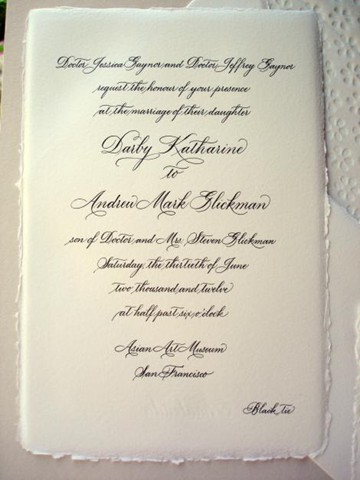 Doctor Jessica Gaynor and Doctor Jeffrey Gaynor
request the honour of your presence
at the marriage of their daughter
Darby Katharine
to
Andrew Mark Glickman
son of Doctor and Mrs. Steven Glickman
Saturday, the thirtieth of June
two thousand and twelve
at half past six o'clock
Asian Art Museum
San Francisco
Black tie